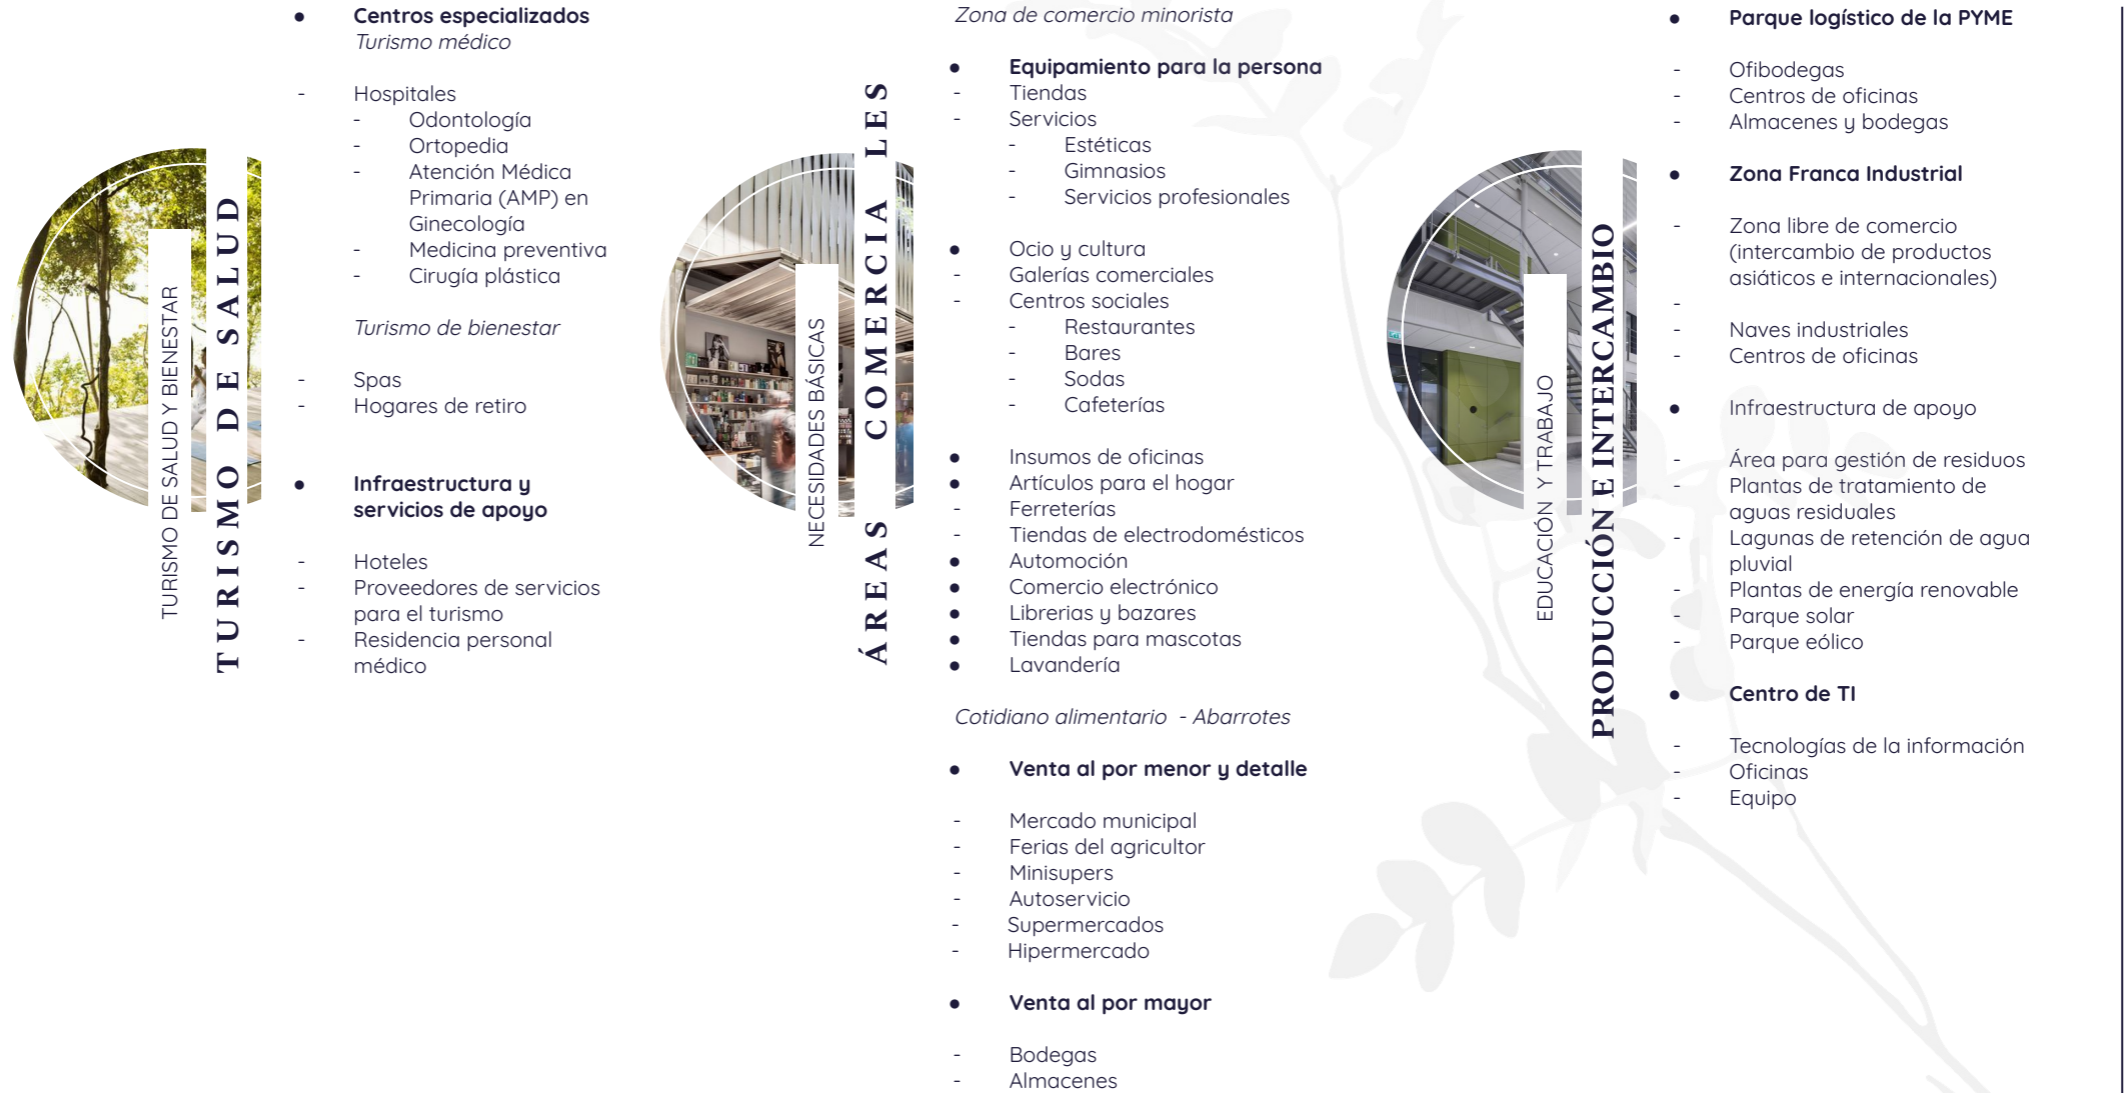 TURISMO DE SALUD Y BIENESTAR
TURISMO DE SALUD
● Centros especializados
Turismo médico
- Hospitales
- Odontología
- Ortopedia
- Atención Médica
Primaria (AMP) en
Ginecología
- Medicina preventiva
- Cirugía plástica
Turismo de bienestar
- Spas
- Hogares de retiro
● Infraestructura y
servicios de apoyo
- Hoteles
- Proveedores de servicios
para el turismo
- Residencia personal
médico
NECESIDADES BÁSICAS
ÁREAS COMERCIA LES
Zona de comercio minorista
● Equipamiento para la persona
- Tiendas
- Servicios
- Estéticas
- Gimnasios
- Servicios profesionales
● Ocio y cultura
- Galerías comerciales
- Centros sociales
- Restaurantes
- Bares
- Sodas
- Cafeterías
● Insumos de oficinas
● Artículos para el hogar
- Ferreterías
- Tiendas de electrodomésticos
● Automoción
● Comercio electrónico
● Librerias y bazares
● Tiendas para mascotas
● Lavandería
Cotidiano alimentario - Abarrotes
● Venta al por menor y detalle
- Mercado municipal
- Ferias del agricultor
- Minisupers
- Autoservicio
- Supermercados
- Hipermercado
● Venta al por mayor
- Bodegas
- Almacenes
EDUCACIÓN Y TRABAJO
PRODUCCIÓN E INTERCAMBIO
● Parque logístico de la PYME
- Ofibodegas
- Centros de oficinas
- Almacenes y bodegas
● Zona Franca Industrial
- Zona libre de comercio
(intercambio de productos
asiáticos e internacionales)
-
- Naves industriales
- Centros de oficinas
● Infraestructura de apoyo
- Área para gestión de residuos
- Plantas de tratamiento de
aguas residuales
- Lagunas de retención de agua
pluvial
- Plantas de energía renovable
- Parque solar
- Parque eólico
● Centro de TI
- Tecnologías de la información
- Oficinas
- Equipo